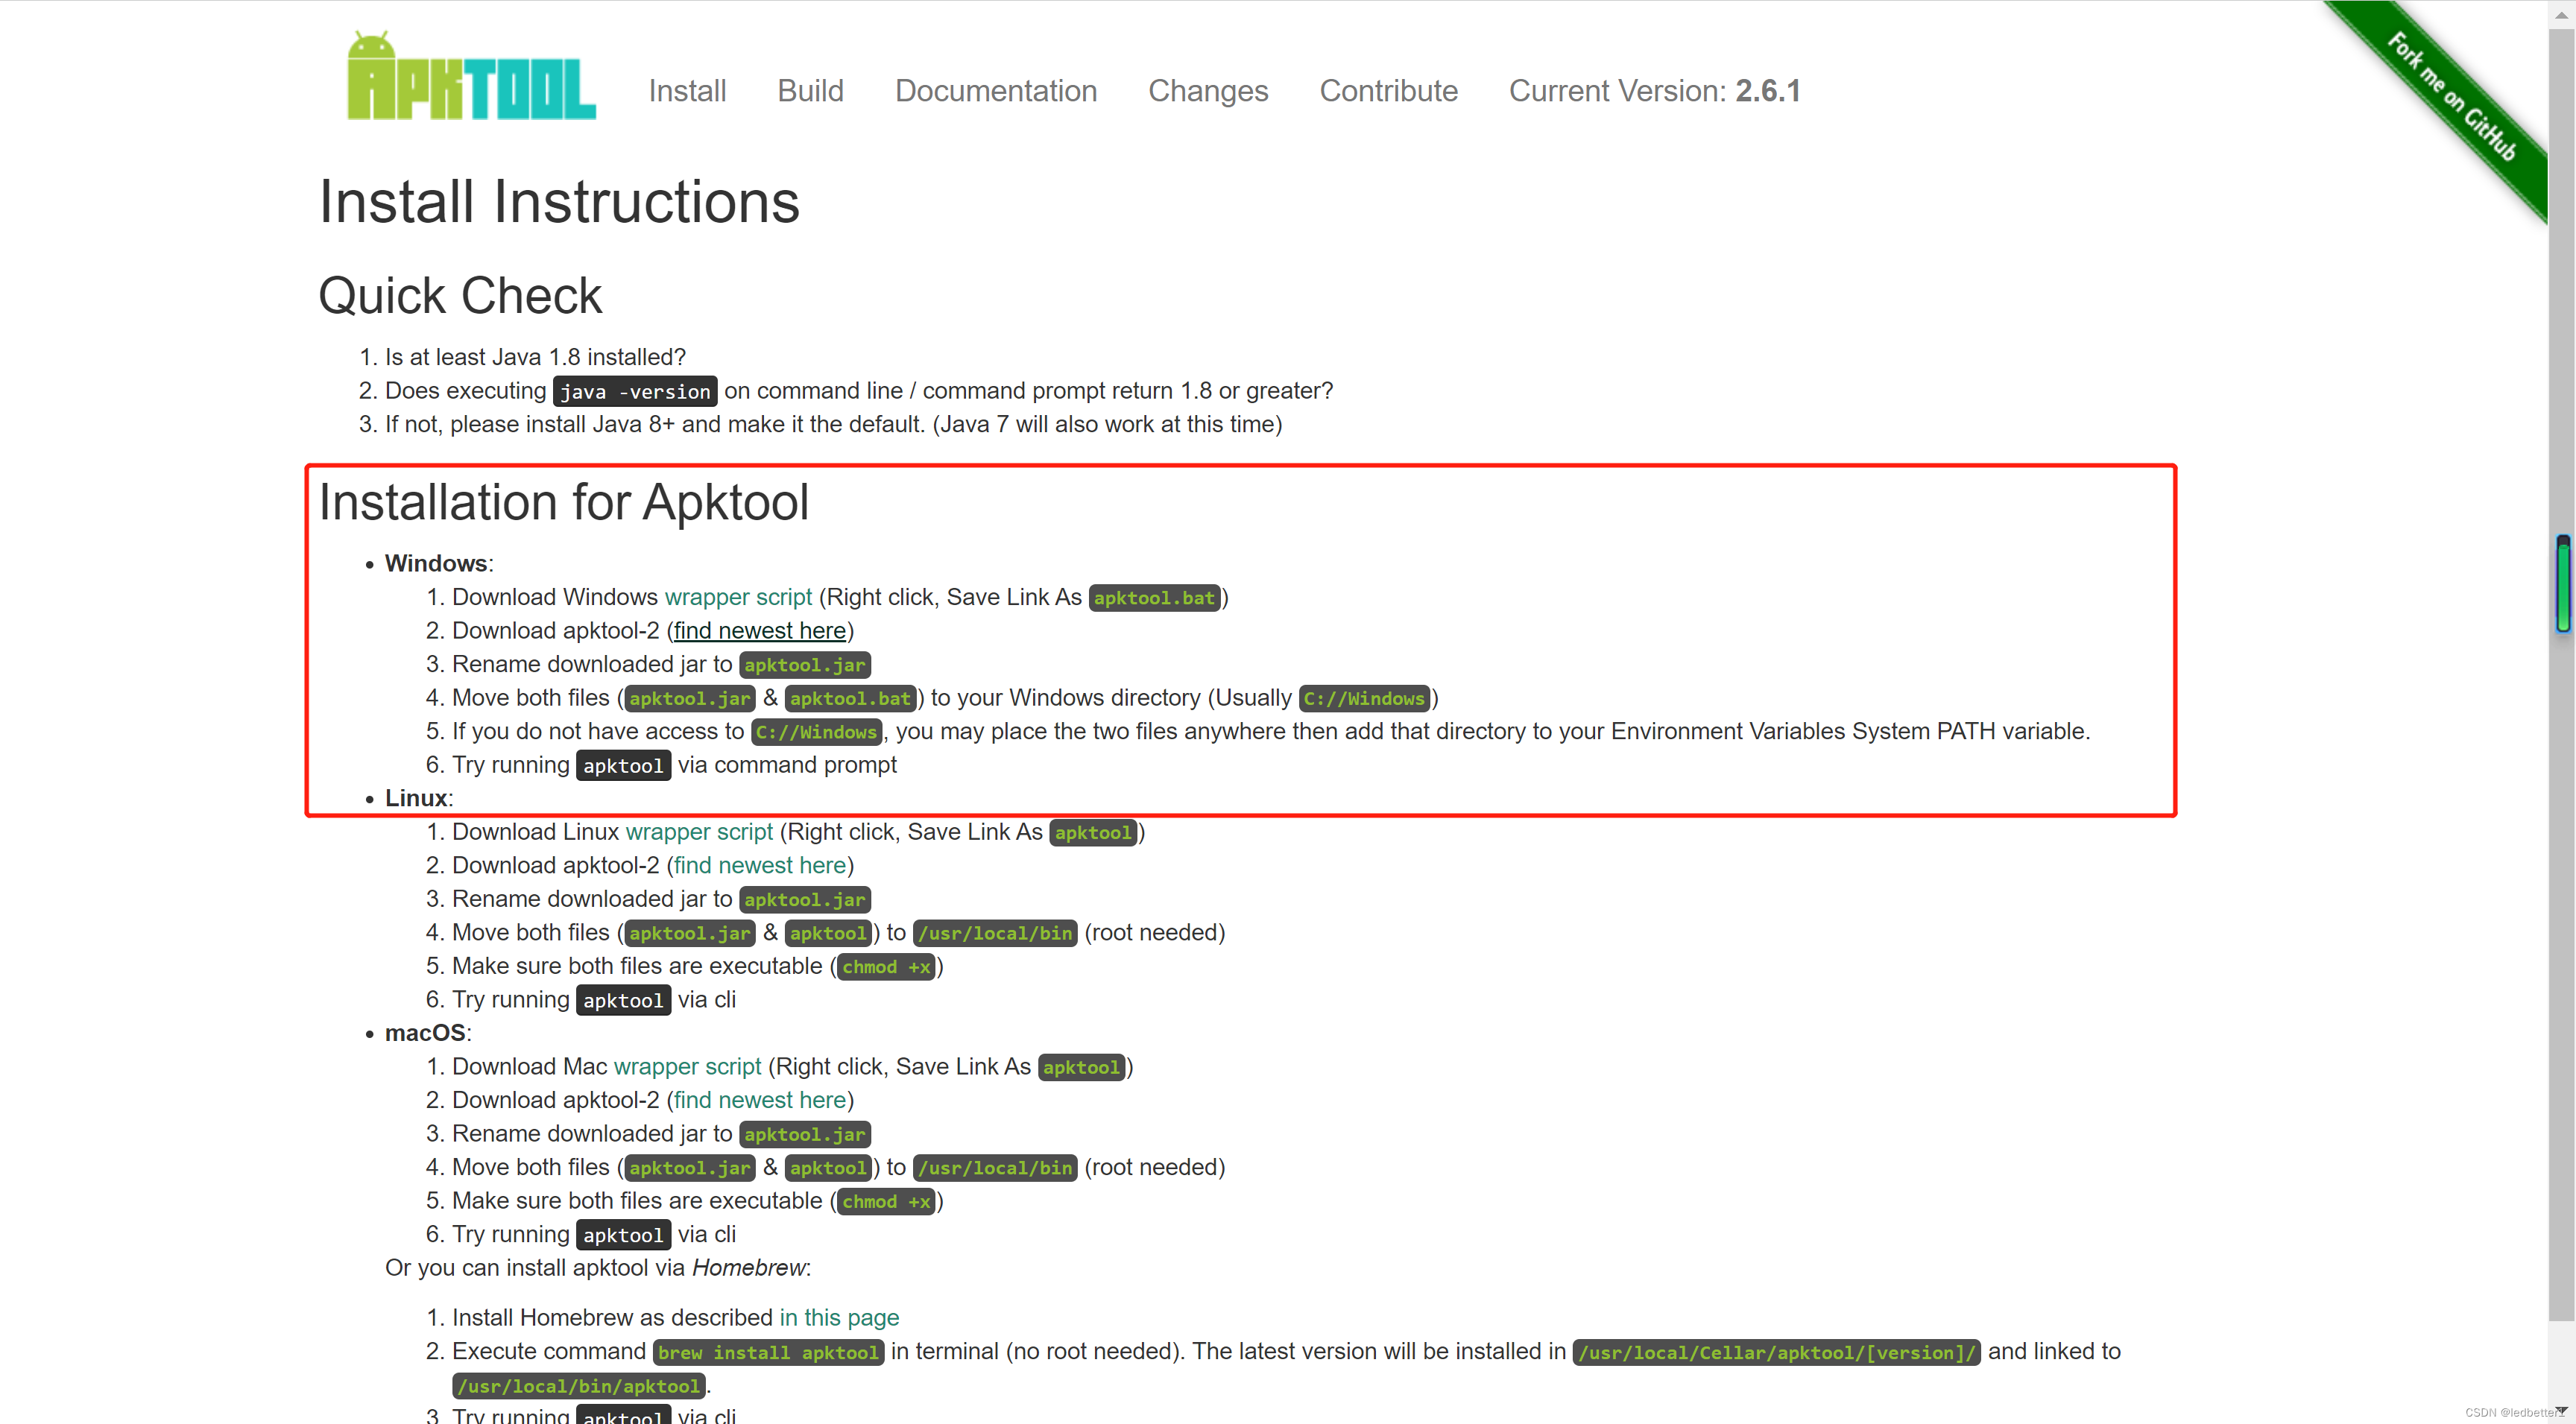 APKTOOL
Install
Build
Documentation
Changes
Contribute
Current Version: 2.6.1
Fork me on GitHub
Install Instructions
Quick Check
1. Is at least Java 1.8 installed?
2. Does executing java -version on command line / command prompt return 1.8 or greater?
3. If not, please install Java 8+ and make it the default. (Java 7 will also work at this time)
Installation for Apktool
• Windows:
1. Download Windows wrapper script (Right click, Save Link As apktool.bat)
2. Download apktool-2 (find newest here)
3. Rename downloaded jar to apktool.jar
4. Move both files (apktool.jar & apktool.bat) to your Windows directory (Usually C://Windows)
5. If you do not have access to C://Windows, you may place the two files anywhere then add that directory to your Environment Variables System PATH variable.
6. Try running apktool via command prompt
• Linux:
1. Download Linux wrapper script (Right click, Save Link As apktool)
2. Download apktool-2 (find newest here)
3. Rename downloaded jar to apktool.jar
4. Move both files (apktool.jar & apktool) to /usr/local/bin (root needed)
5. Make sure both files are executable (chmod +x)
6. Try running apktool via cli
• macOS:
1. Download Mac wrapper script (Right click, Save Link As apktool)
2. Download apktool-2 (find newest here)
3. Rename downloaded jar to apktool.jar
4. Move both files (apktool.jar & apktool) to /usr/local/bin (root needed)
5. Make sure both files are executable (chmod +x)
6. Try running apktool via cli
Or you can install apktool via Homebrew:
1. Install Homebrew as described in this page
2. Execute command brew install apktool in terminal (no root needed). The latest version will be installed in /usr/local/Cellar/apktool/[version]/ and linked to
/usr/local/bin/apktool.
3. Try running apktool via cli
CSDN